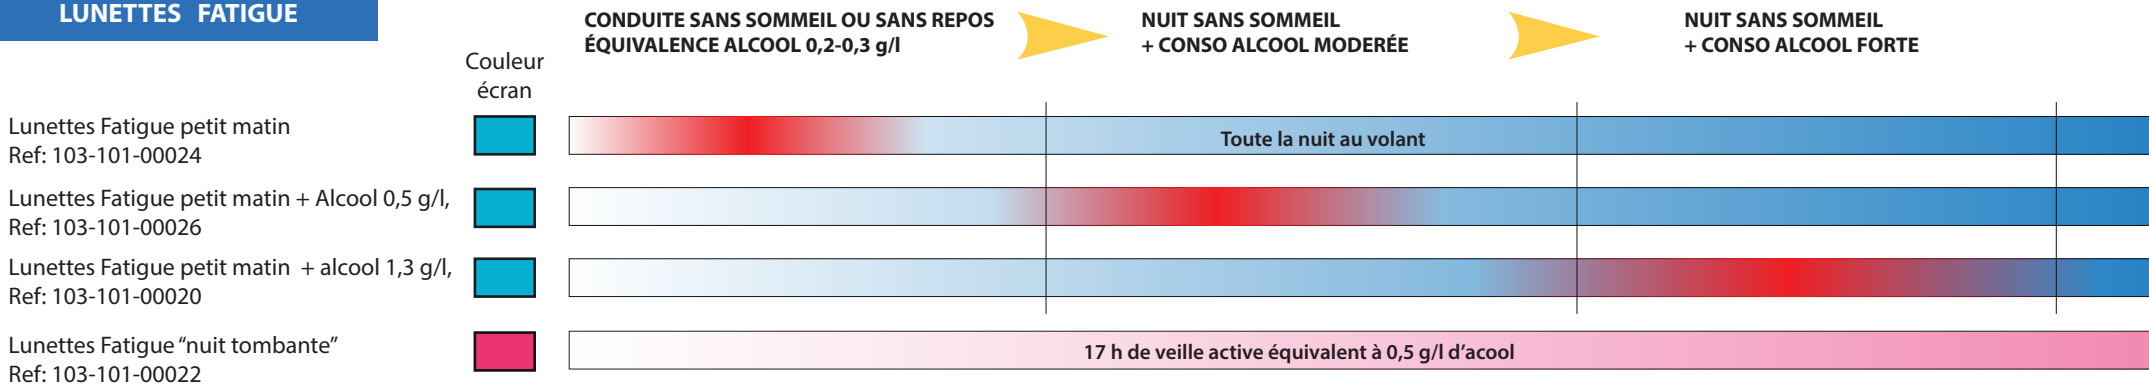 LUNETTES FATIGUE
CONDUITE SANS SOMMEIL OU SANS REPOS
ÉQUIVALENCE ALCOOL 0,2-0,3 g/l
NUIT SANS SOMMEIL
+ CONSO ALCOOL MODERÉE
NUIT SANS SOMMEIL
+ CONSO ALCOOL FORTE
Couleur
écran
Lunettes Fatigue petit matin
Ref: 103-101-00024
Toute la nuit au volant
Lunettes Fatigue petit matin + Alcool 0,5 g/l,
Ref: 103-101-00026
Lunettes Fatigue petit matin + alcool 1,3 g/l,
Ref: 103-101-00020
Lunettes Fatigue “nuit tombante”
Ref: 103-101-00022
17 h de veille active équivalent à 0,5 g/l d’acool